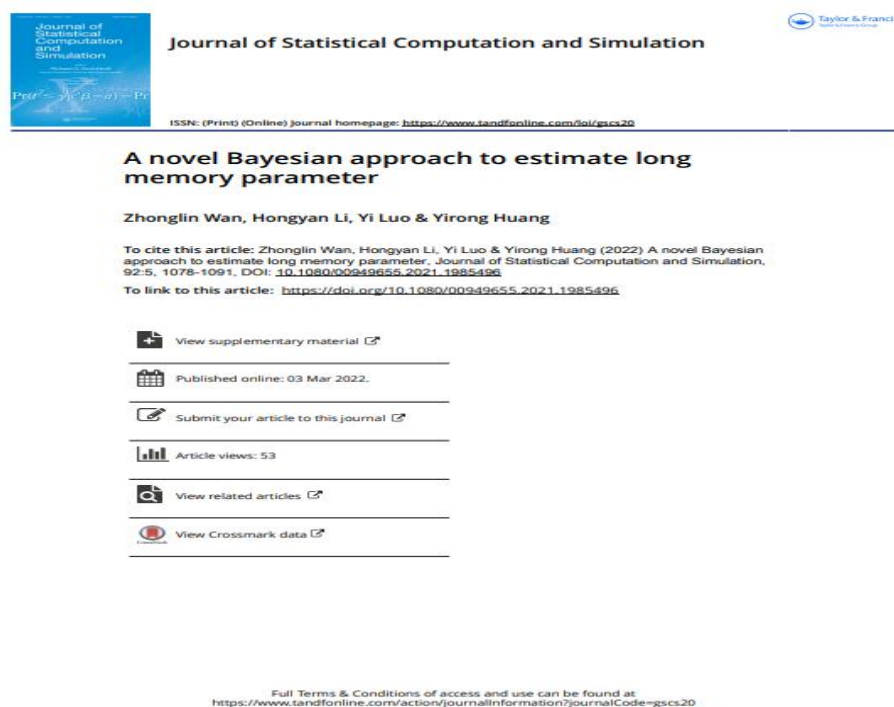 Journal of
Statistical
Computation
and
Simulation
Taylor & Franci
Journal of Statistical Computation and Simulation
ISSN: (Print) (Online) Journal homepage: https://www.tandfonline.com/loi/gscs20
A novel Bayesian approach to estimate long
memory parameter
Zhonglin Wan, Hongyan Li, Yi Luo & Yirong Huang
To cite this article: Zhonglin Wan, Hongyan Li, Yi Luo & Yirong Huang (2022) A novel Bayesian
approach to estimate long memory parameter, Journal of Statistical Computation and Simulation,
92:5, 1078-1091, DOI: 10.1080/00949655.2021.1985496
To link to this article: https://doi.org/10.1080/00949655.2021.1985496
View supplementary material
Published online: 03 Mar 2022.
Submit your article to this journal
Article views: 53
View related articles
View Crossmark data
Full Terms & Conditions of access and use can be found at
https://www.tandfonline.com/action/journalInformation?journalCode=gscs20